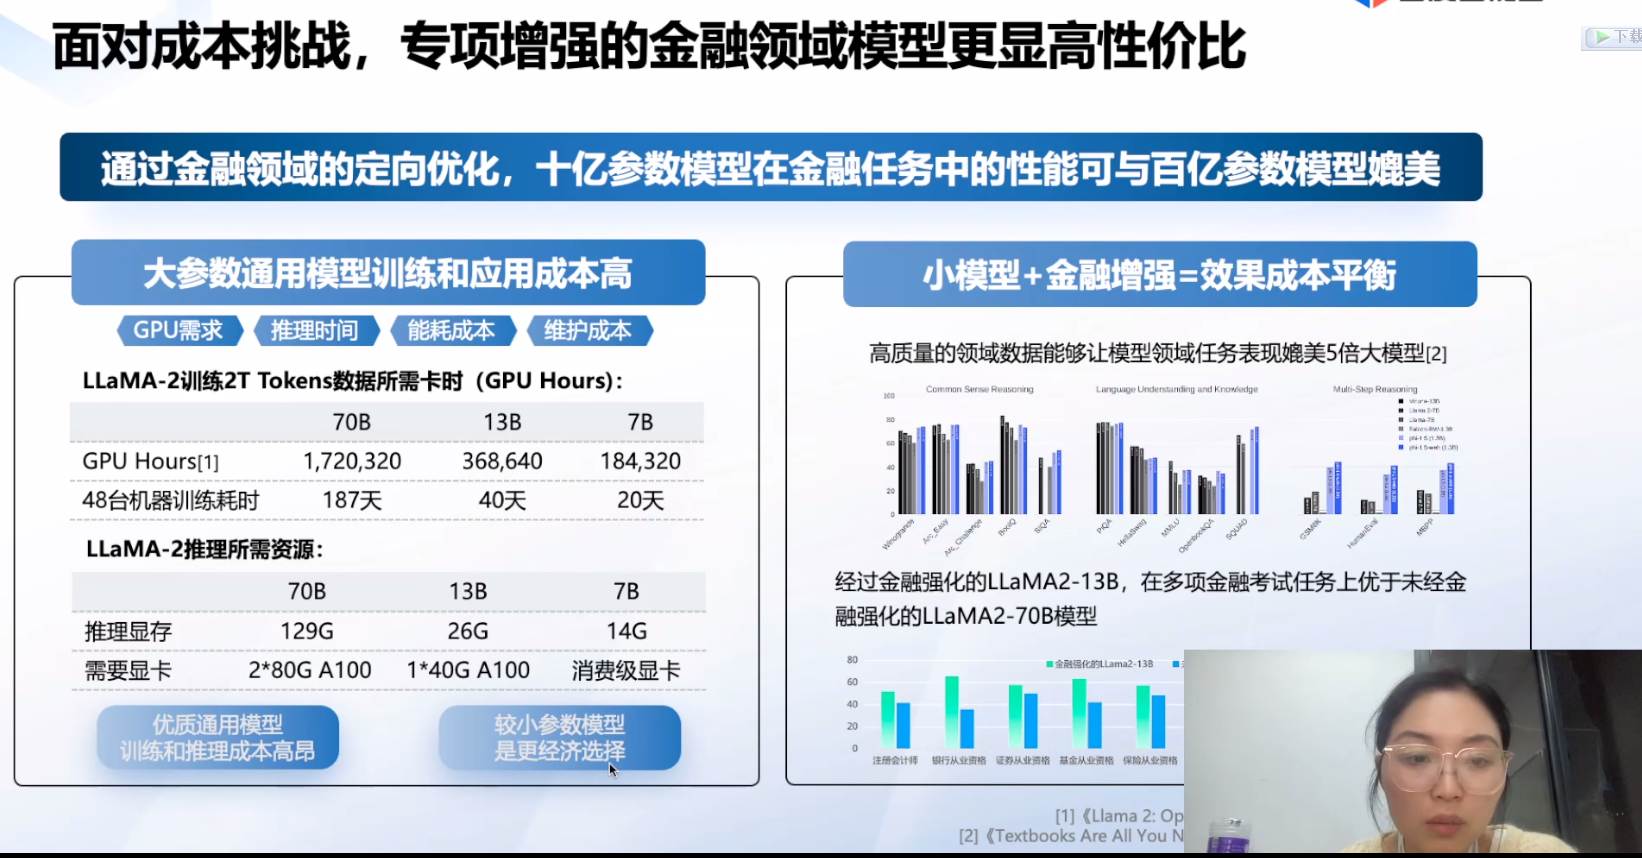 面对成本挑战，专项增强的金融领域模型更显高性价比
下载
通过金融领域的定向优化，十亿参数模型在金融任务中的性能可与百亿参数模型媲美
大参数通用模型训练和应用成本高
GPU需求 推理时间 能耗成本 维护成本
LLaMA-2训练2T Tokens数据所需卡时（GPU Hours）：
70B 13B 7B
GPU Hours[1] 1,720,320 368,640 184,320
48台机器训练耗时 187天 40天 20天
LLaMA-2推理所需资源：
70B 13B 7B
推理显存 129G 26G 14G
需要显卡 2*80G A100 1*40G A100 消费级显卡
优质通用模型
训练和推理成本高昂
较小参数模型
是更经济选择
小模型+金融增强=效果成本平衡
高质量的领域数据能够让模型领域任务表现媲美5倍大模型[2]
Common Sense Reasoning Language Understanding and Knowledge Multi-Step Reasoning
100
80
60
40
20
0
Winogrande Arc_Easy Arc_Challenge BoolQ SIQA PIQA HellaSwag MMLU OpenbookQA SQUAD GSM8K HumanEval MBPP
经过金融强化的LLaMA2-13B，在多项金融考试任务上优于未经金
融强化的LLaMA2-70B模型
金融强化的LLama2-13B
80
60
40
20
0
注册会计师 银行从业资格 证券从业资格 基金从业资格 保险从业资格
[1]《Llama 2: Op
[2]《Textbooks Are All You N